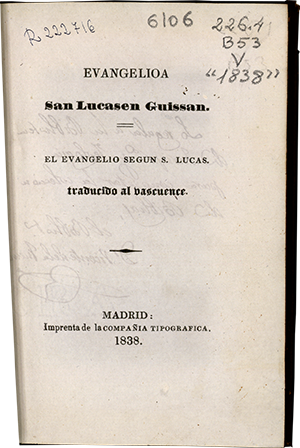 R. 222716
6106
226.4
B53
V
"1838"
EVANGELIOA
San Lucasen Guissan.
EL EVANGELIO SEGUN S. LUCAS.
traducido al vascuence.
MADRID:
Imprenta de la COMPAÑIA TIPOGRAFICA.
1838.